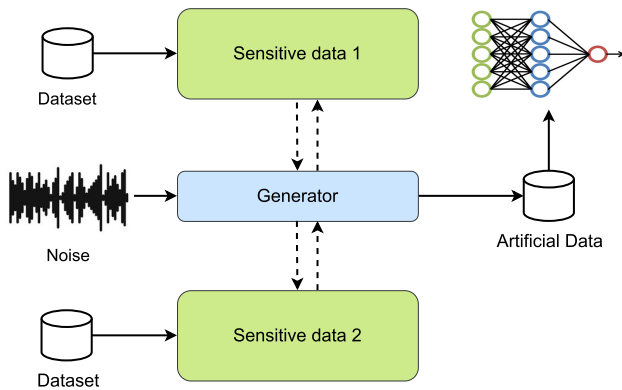 Sensitive data 1
Dataset
Generator
Noise
Artificial Data
Sensitive data 2
Dataset